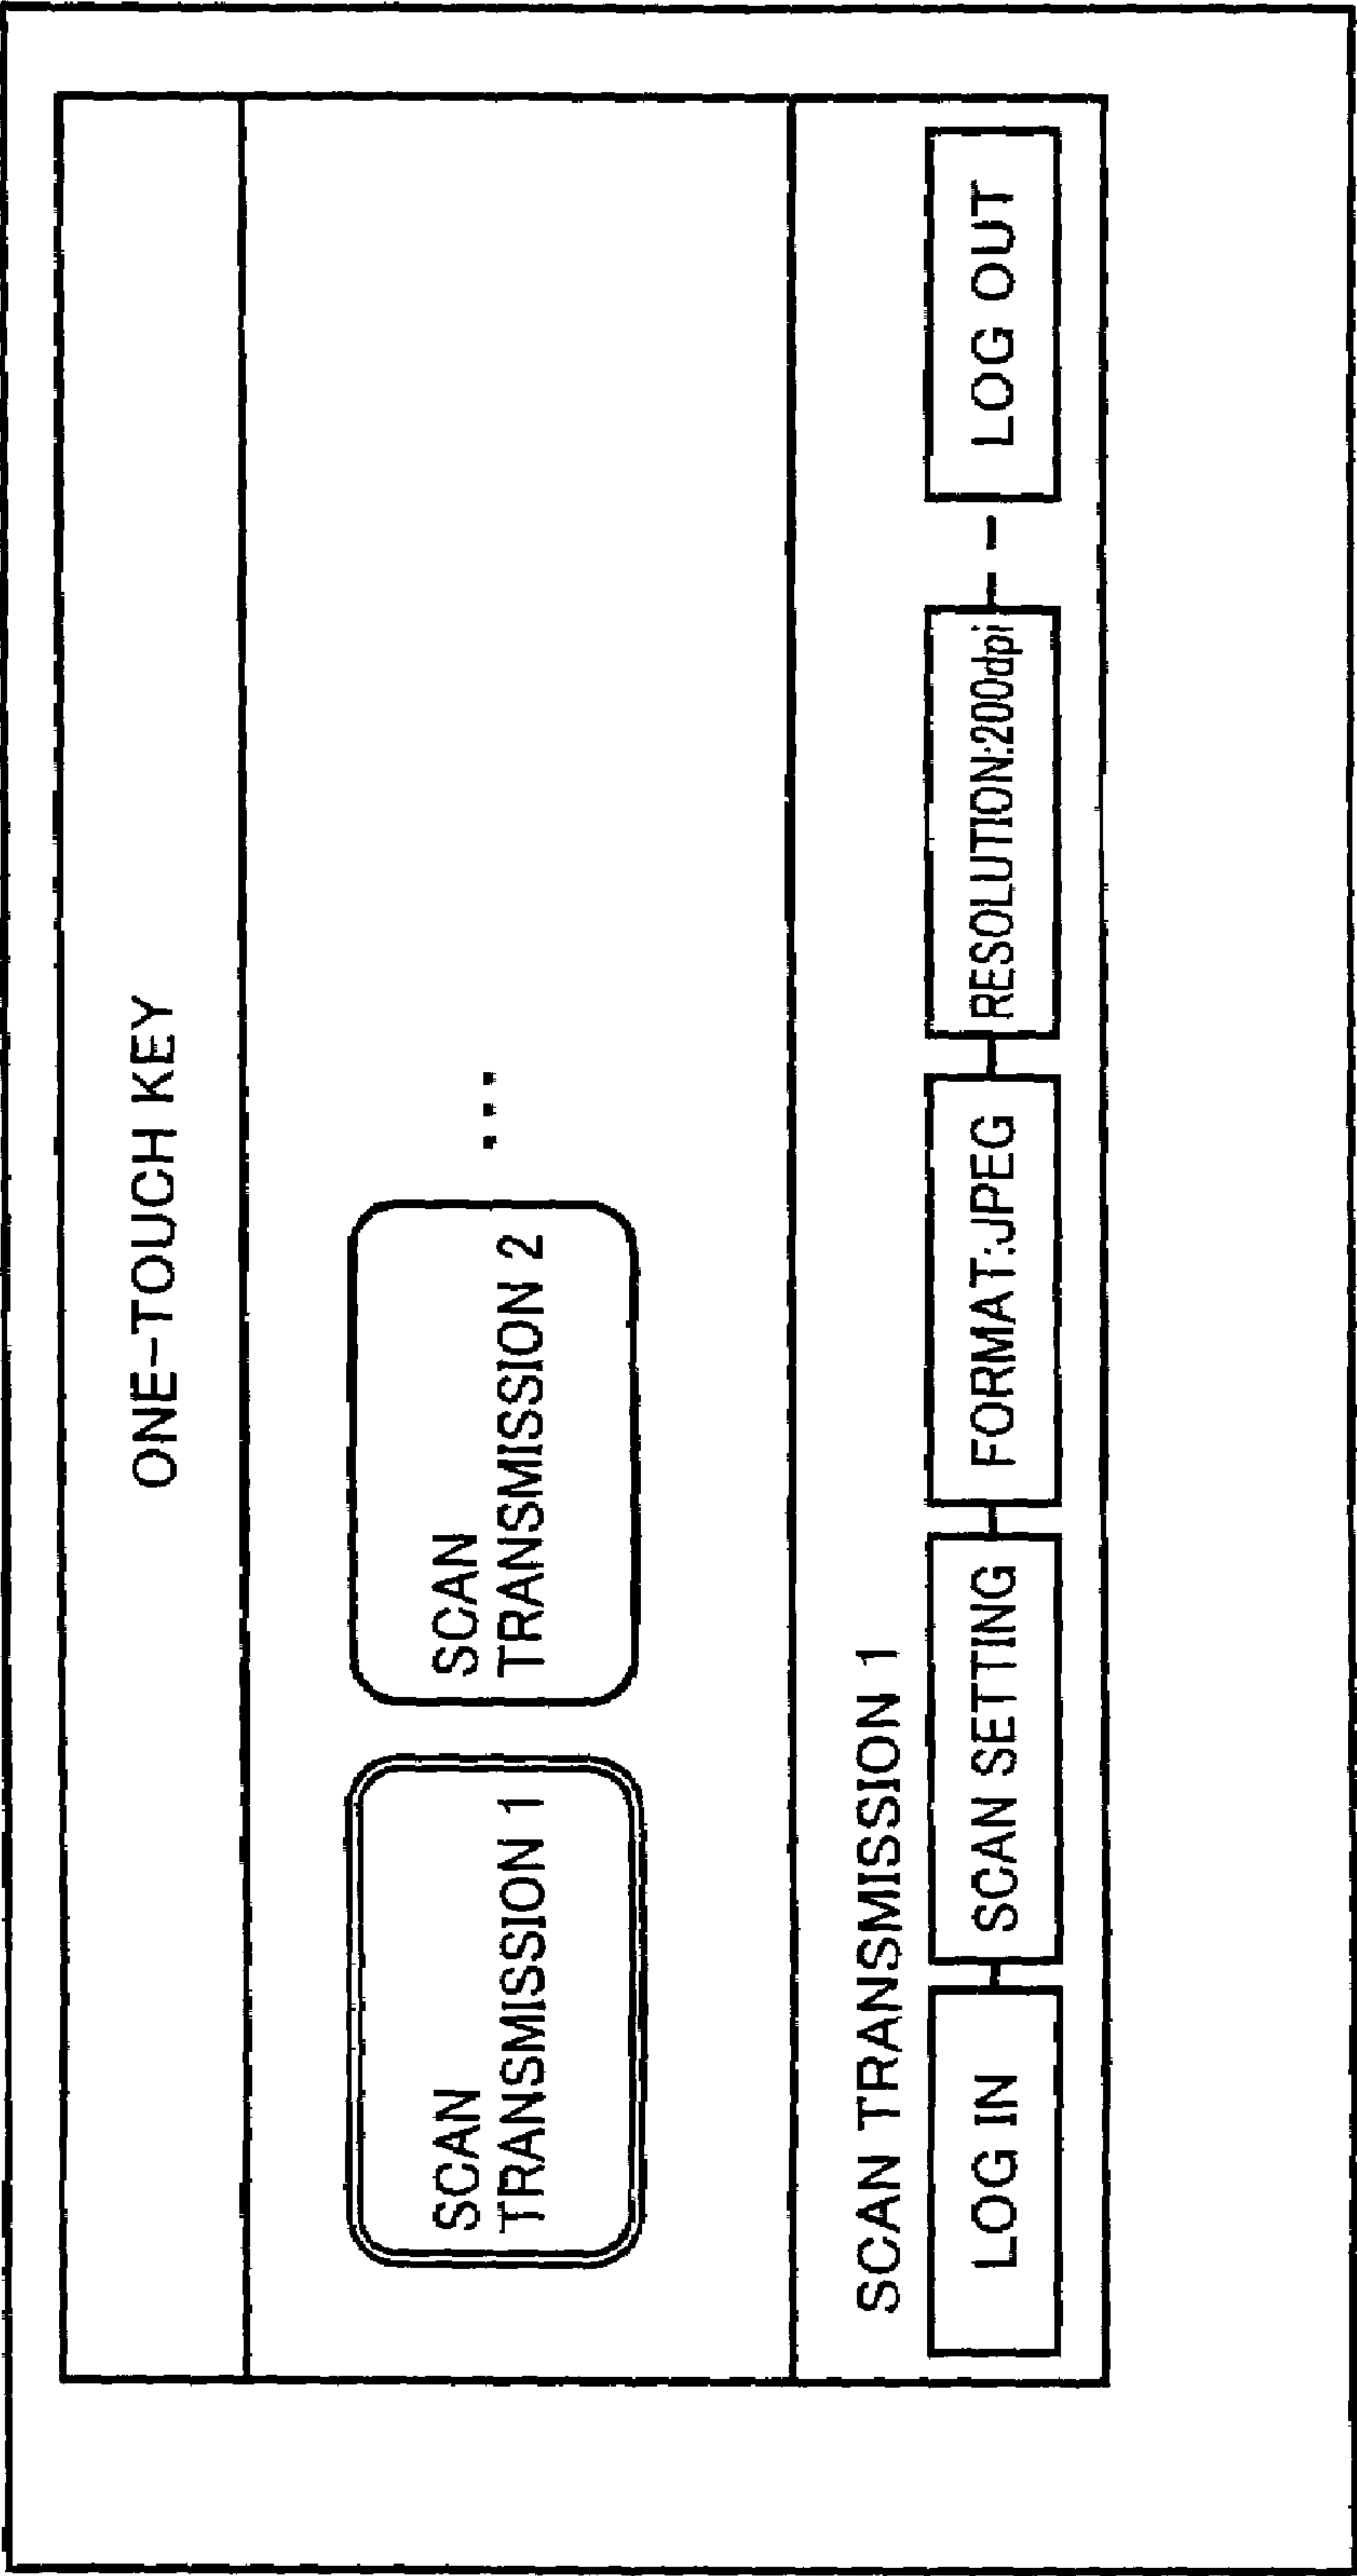 ONE-TOUCH KEY
SCAN
TRANSMISSION 1
SCAN
TRANSMISSION 2
...
SCAN TRANSMISSION 1
LOG IN
SCAN SETTING
FORMAT:JPEG
RESOLUTION:200dpi
LOG OUT